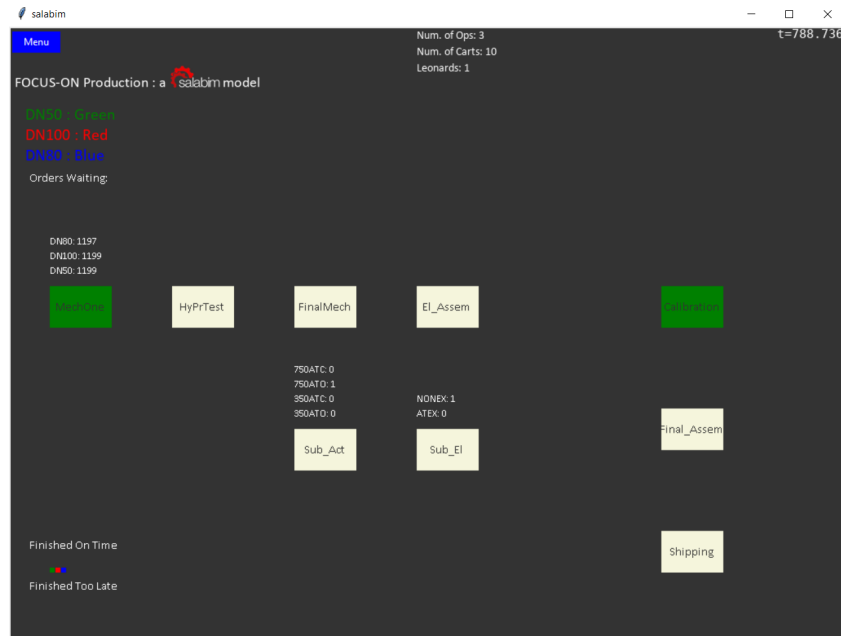 salabim
Menu
Num. of Ops: 3
Num. of Carts: 10
Leonards: 1
t=788.736
FOCUS-ON Production : a salabim model
DN50 : Green
DN100 : Red
DN80 : Blue
Orders Waiting:
DN80: 1197
DN100: 1199
DN50: 1199
MechOne
HyPrTest
FinalMech
El_Assem
Calibration
750ATC: 0
750ATO: 1
350ATC: 0
350ATO: 0
NONEX: 1
ATEX: 0
Sub_Act
Sub_El
Final_Assem
Finished On Time
Shipping
Finished Too Late